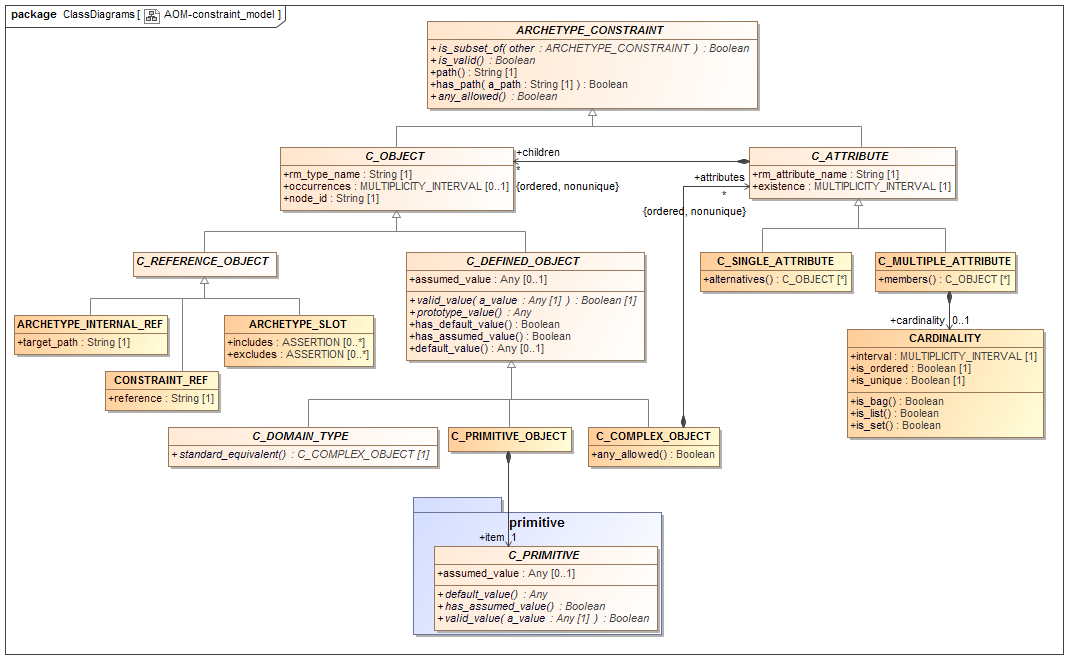 package ClassDiagrams [ AOM-constraint_model ]
ARCHETYPE_CONSTRAINT
+is_subset_of( other : ARCHETYPE_CONSTRAINT ) : Boolean
+is_valid() : Boolean
+path() : String [1]
+has_path( a_path : String [1] ) : Boolean
+any_allowed() : Boolean
C_OBJECT
+rm_type_name : String [1]
+occurrences : MULTIPLICITY_INTERVAL [0..1]
+node_id : String [1]
+children
*
{ordered, nonunique}
+attributes
*
{ordered, nonunique}
C_ATTRIBUTE
+rm_attribute_name : String [1]
+existence : MULTIPLICITY_INTERVAL [1]
C_REFERENCE_OBJECT
C_DEFINED_OBJECT
+assumed_value : Any [0..1]
+valid_value( a_value : Any [1] ) : Boolean [1]
+prototype_value() : Any
+has_default_value() : Boolean
+has_assumed_value() : Boolean
+default_value() : Any [0..1]
C_SINGLE_ATTRIBUTE
+alternatives() : C_OBJECT [*]
C_MULTIPLE_ATTRIBUTE
+members() : C_OBJECT [*]
ARCHETYPE_INTERNAL_REF
+target_path : String [1]
ARCHETYPE_SLOT
+includes : ASSERTION [0..*]
+excludes : ASSERTION [0..*]
CONSTRAINT_REF
+reference : String [1]
+cardinality 0..1
CARDINALITY
+interval : MULTIPLICITY_INTERVAL [1]
+is_ordered : Boolean [1]
+is_unique : Boolean [1]
+is_bag() : Boolean
+is_list() : Boolean
+is_set() : Boolean
C_DOMAIN_TYPE
+standard_equivalent() : C_COMPLEX_OBJECT [1]
C_PRIMITIVE_OBJECT
C_COMPLEX_OBJECT
+any_allowed() : Boolean
primitive
+item 1
C_PRIMITIVE
+assumed_value : Any [0..1]
+default_value() : Any
+has_assumed_value() : Boolean
+valid_value( a_value : Any [1] ) : Boolean